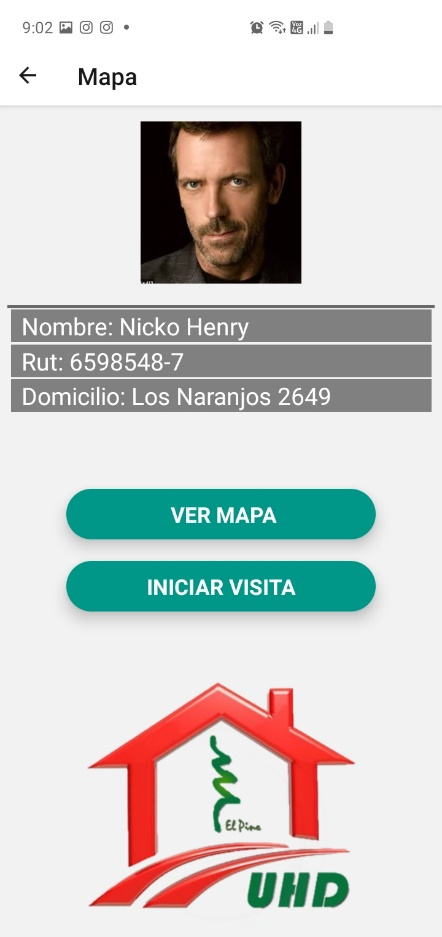 9:02
Mapa
Nombre: Nicko Henry
Rut: 6598548-7
Domicilio: Los Naranjos 2649
VER MAPA
INICIAR VISITA
El Pino
UHD